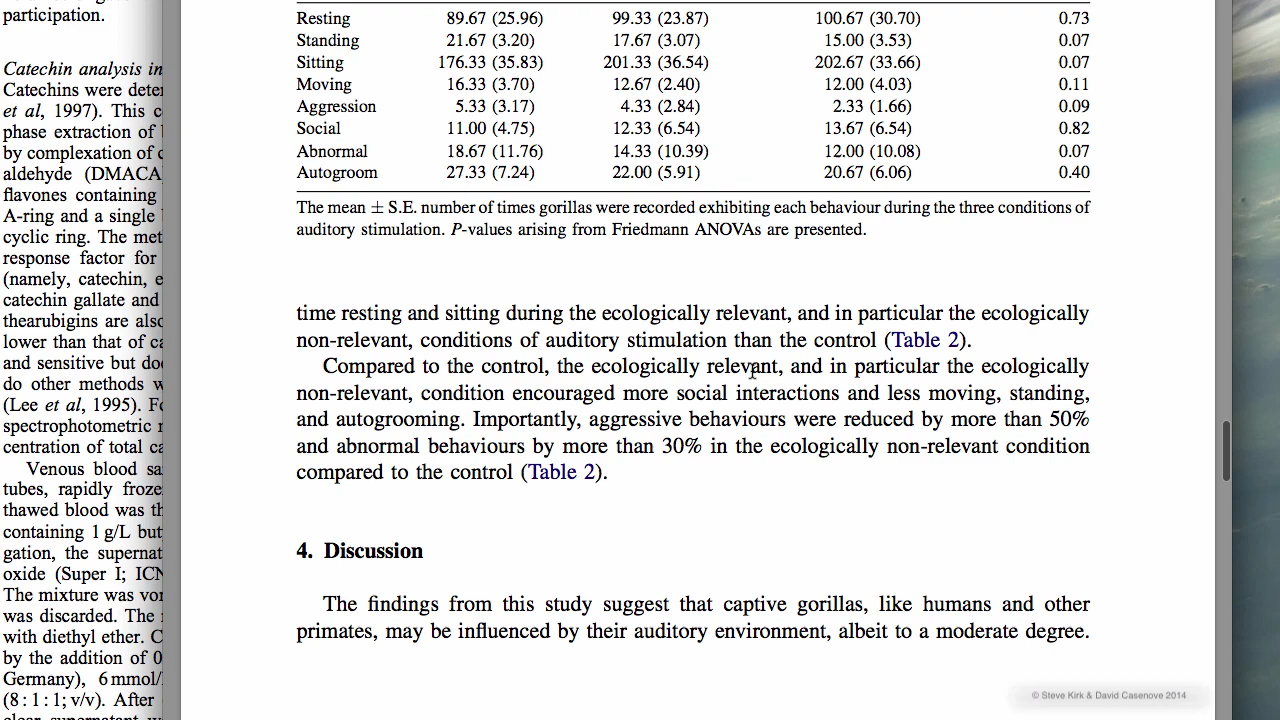 participation.
Catechin analysis in
Catechins were deter
et al, 1997). This c
phase extraction of
by complexation of c
aldehyde (DMACA
flavones containing
A-ring and a single
cyclic ring. The met
response factor for
(namely, catechin, e
catechin gallate and
thearubigins are also
lower than that of ca
and sensitive but do
do other methods w
(Lee et al, 1995). Fo
spectrophotometric r
centration of total ca
Venous blood sa
tubes, rapidly froze
thawed blood was th
containing 1 g/L but
gation, the supernat
oxide (Super I; ICN
The mixture was vor
was discarded. The
with diethyl ether. C
by the addition of 0
Germany), 6 mmol/
(8 : 1 : 1; v/v). After
Resting 89.67 (25.96) 99.33 (23.87) 100.67 (30.70) 0.73
Standing 21.67 (3.20) 17.67 (3.07) 15.00 (3.53) 0.07
Sitting 176.33 (35.83) 201.33 (36.54) 202.67 (33.66) 0.07
Moving 16.33 (3.70) 12.67 (2.40) 12.00 (4.03) 0.11
Aggression 5.33 (3.17) 4.33 (2.84) 2.33 (1.66) 0.09
Social 11.00 (4.75) 12.33 (6.54) 13.67 (6.54) 0.82
Abnormal 18.67 (11.76) 14.33 (10.39) 12.00 (10.08) 0.07
Autogroom 27.33 (7.24) 22.00 (5.91) 20.67 (6.06) 0.40
The mean ± S.E. number of times gorillas were recorded exhibiting each behaviour during the three conditions of
auditory stimulation. P-values arising from Friedmann ANOVAs are presented.
time resting and sitting during the ecologically relevant, and in particular the ecologically
non-relevant, conditions of auditory stimulation than the control (Table 2).
Compared to the control, the ecologically relevant, and in particular the ecologically
non-relevant, condition encouraged more social interactions and less moving, standing,
and autogrooming. Importantly, aggressive behaviours were reduced by more than 50%
and abnormal behaviours by more than 30% in the ecologically non-relevant condition
compared to the control (Table 2).
4. Discussion
The findings from this study suggest that captive gorillas, like humans and other
primates, may be influenced by their auditory environment, albeit to a moderate degree.
© Steve Kirk & David Casenove 2014